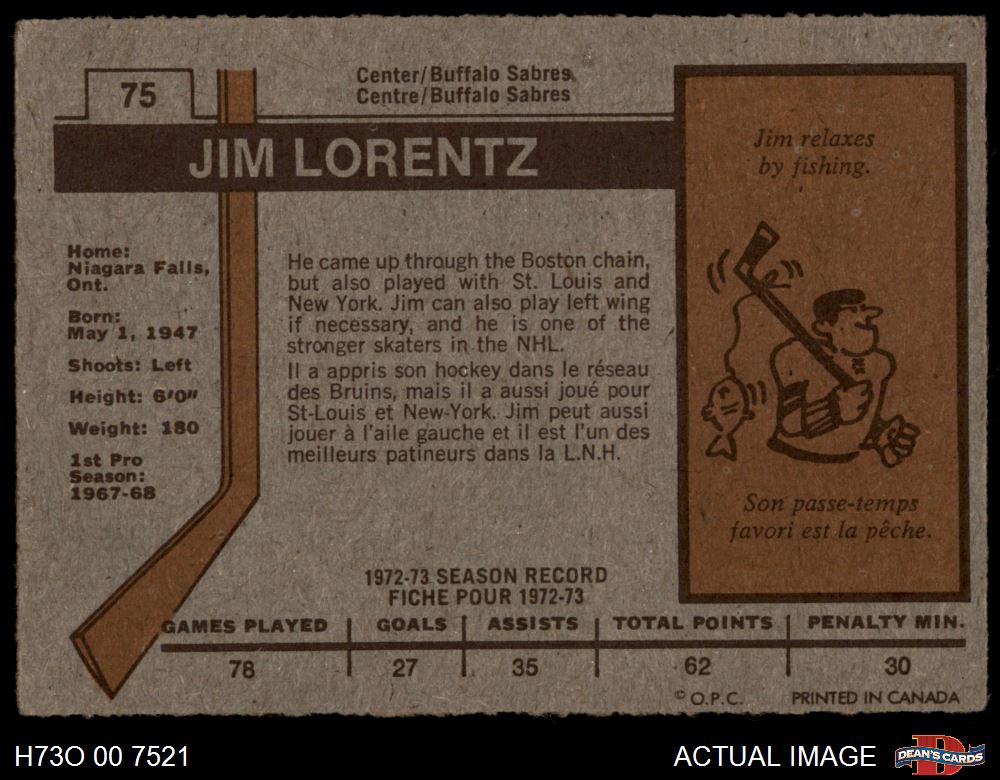 75
Center/Buffalo Sabres
Centre/Buffalo Sabres
JIM LORENTZ
Home:
Niagara Falls,
Ont.
Born:
May 1, 1947
Shoots: Left
Height: 6'0"
Weight: 180
1st Pro
Season:
1967-68
He came up through the Boston chain,
but also played with St. Louis and
New York. Jim can also play left wing
if necessary, and he is one of the
stronger skaters in the NHL.
Il a appris son hockey dans le réseau
des Bruins, mais il a aussi joué pour
St-Louis et New-York. Jim peut aussi
jouer à l'aile gauche et il est l'un des
meilleurs patineurs dans la L.N.H.
Jim relaxes
by fishing.
Son passe-temps
favori est la pêche.
1972-73 SEASON RECORD
FICHE POUR 1972-73
GAMES PLAYED GOALS ASSISTS TOTAL POINTS PENALTY MIN.
78 27 35 62 30
© O.P.C. PRINTED IN CANADA
H73O 00 7521 ACTUAL IMAGE DEAN'S CARDS